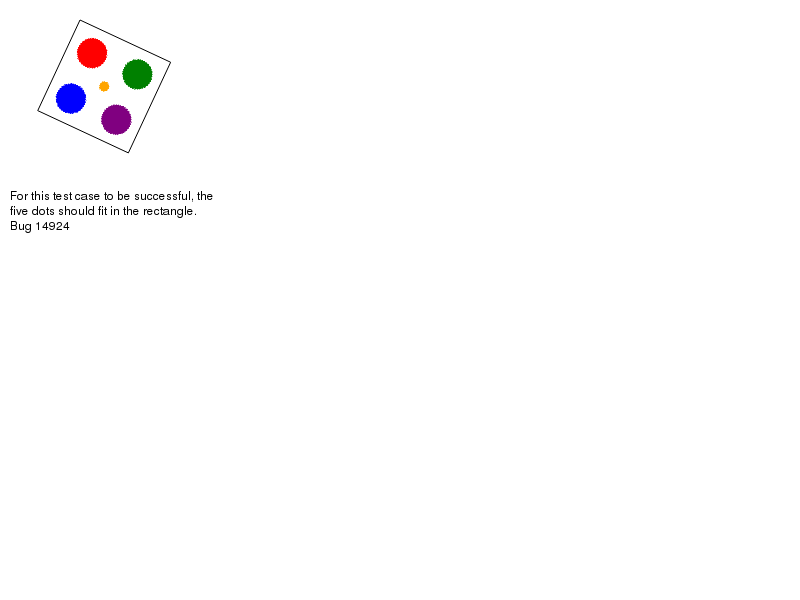 For this test case to be successful, the
five dots should fit in the rectangle.
Bug 14924